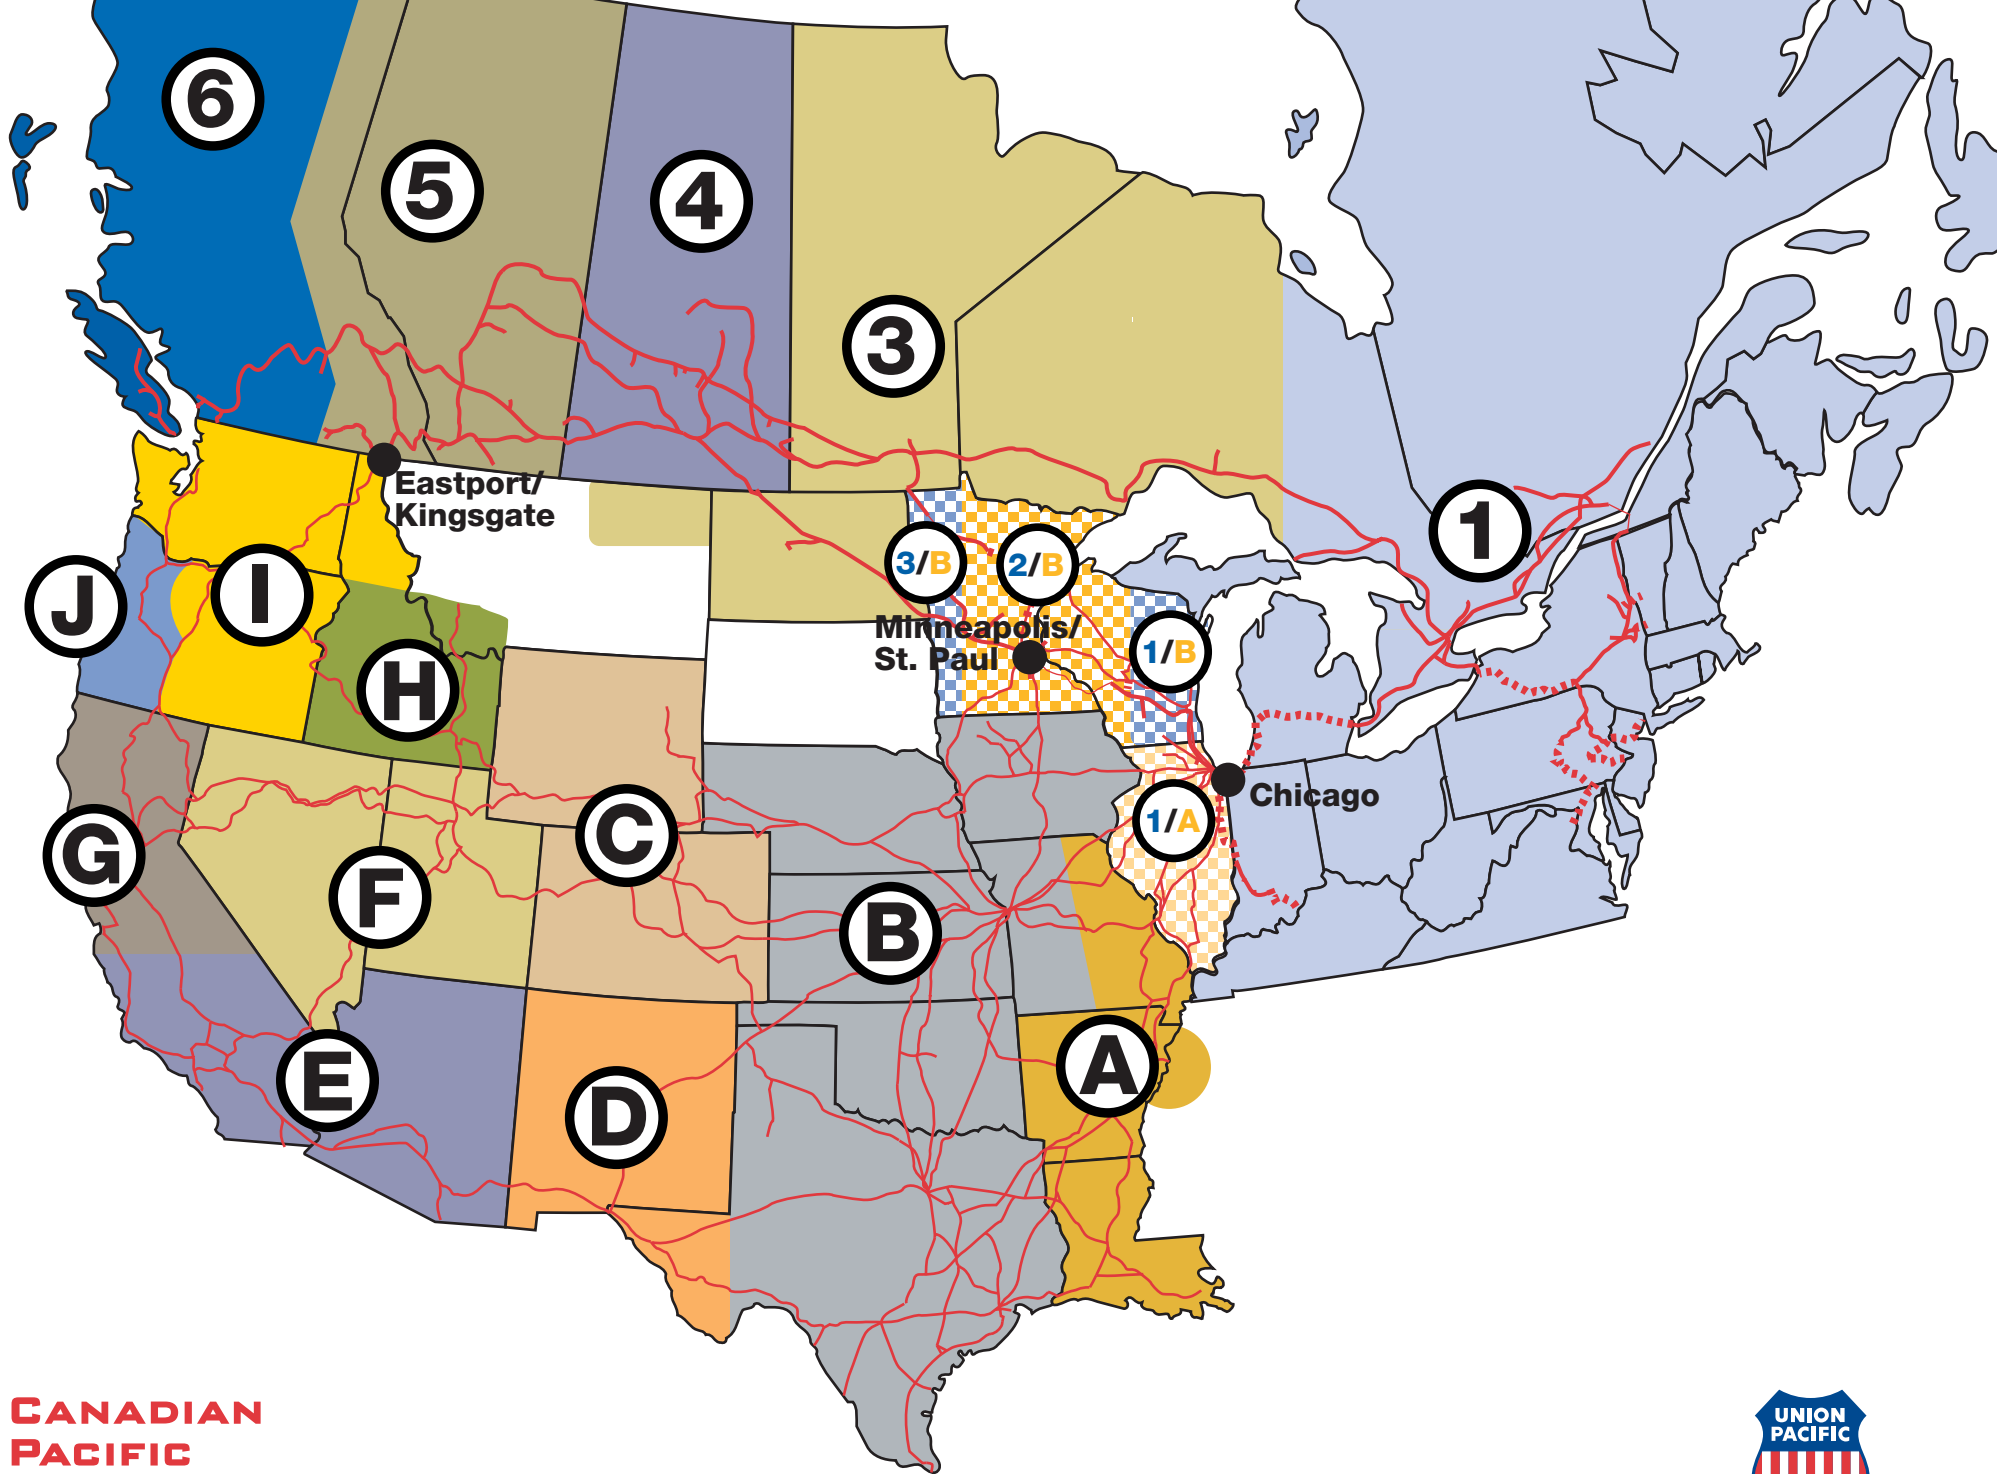 6
5
4
3
1
Eastport/
Kingsgate
3/B
2/B
J
I
Minneapolis/
St. Paul
1/B
H
Chicago
1/A
G
C
F
B
E
D
A
CANADIAN
PACIFIC
UNION
PACIFIC